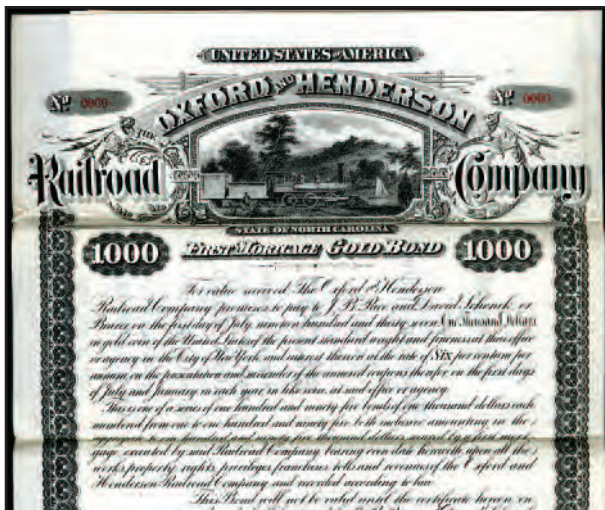 UNITED STATES OF AMERICA
Nº 0000 Nº 0000
THE OXFORD AND HENDERSON
Railroad Company
STATE OF NORTH CAROLINA
1000 FIRST MORTGAGE GOLD BOND 1000
For value received, The Oxford and Henderson
Railroad Company promises to pay to J. B. Pace and David Schenck, or
Bearer on the first day of July nineteen hundred and thirty seven One Thousand Dollars
in gold coin of the United States of the present standard weight and fineness at their office
or agency in the City of New York and interest thereon at the rate of SIX per centum per
annum, on the presentation and surrender of the annexed coupons therefor on the first days
of July and January in each year, in like coin at said office or agency.
This is one of a series of one hundred and ninety five bonds of one thousand dollars each
numbered from one to one hundred and ninety five both inclusive amounting in the
aggregate to one hundred and ninety five thousand dollars secured by a first mort
gage executed by said Railroad Company bearing even date herewith upon all the
works property rights privileges franchises tolls and revenues of the Oxford and
Henderson Railroad Company and recorded according to law
This Bond will not be valid until the certificate hereon en